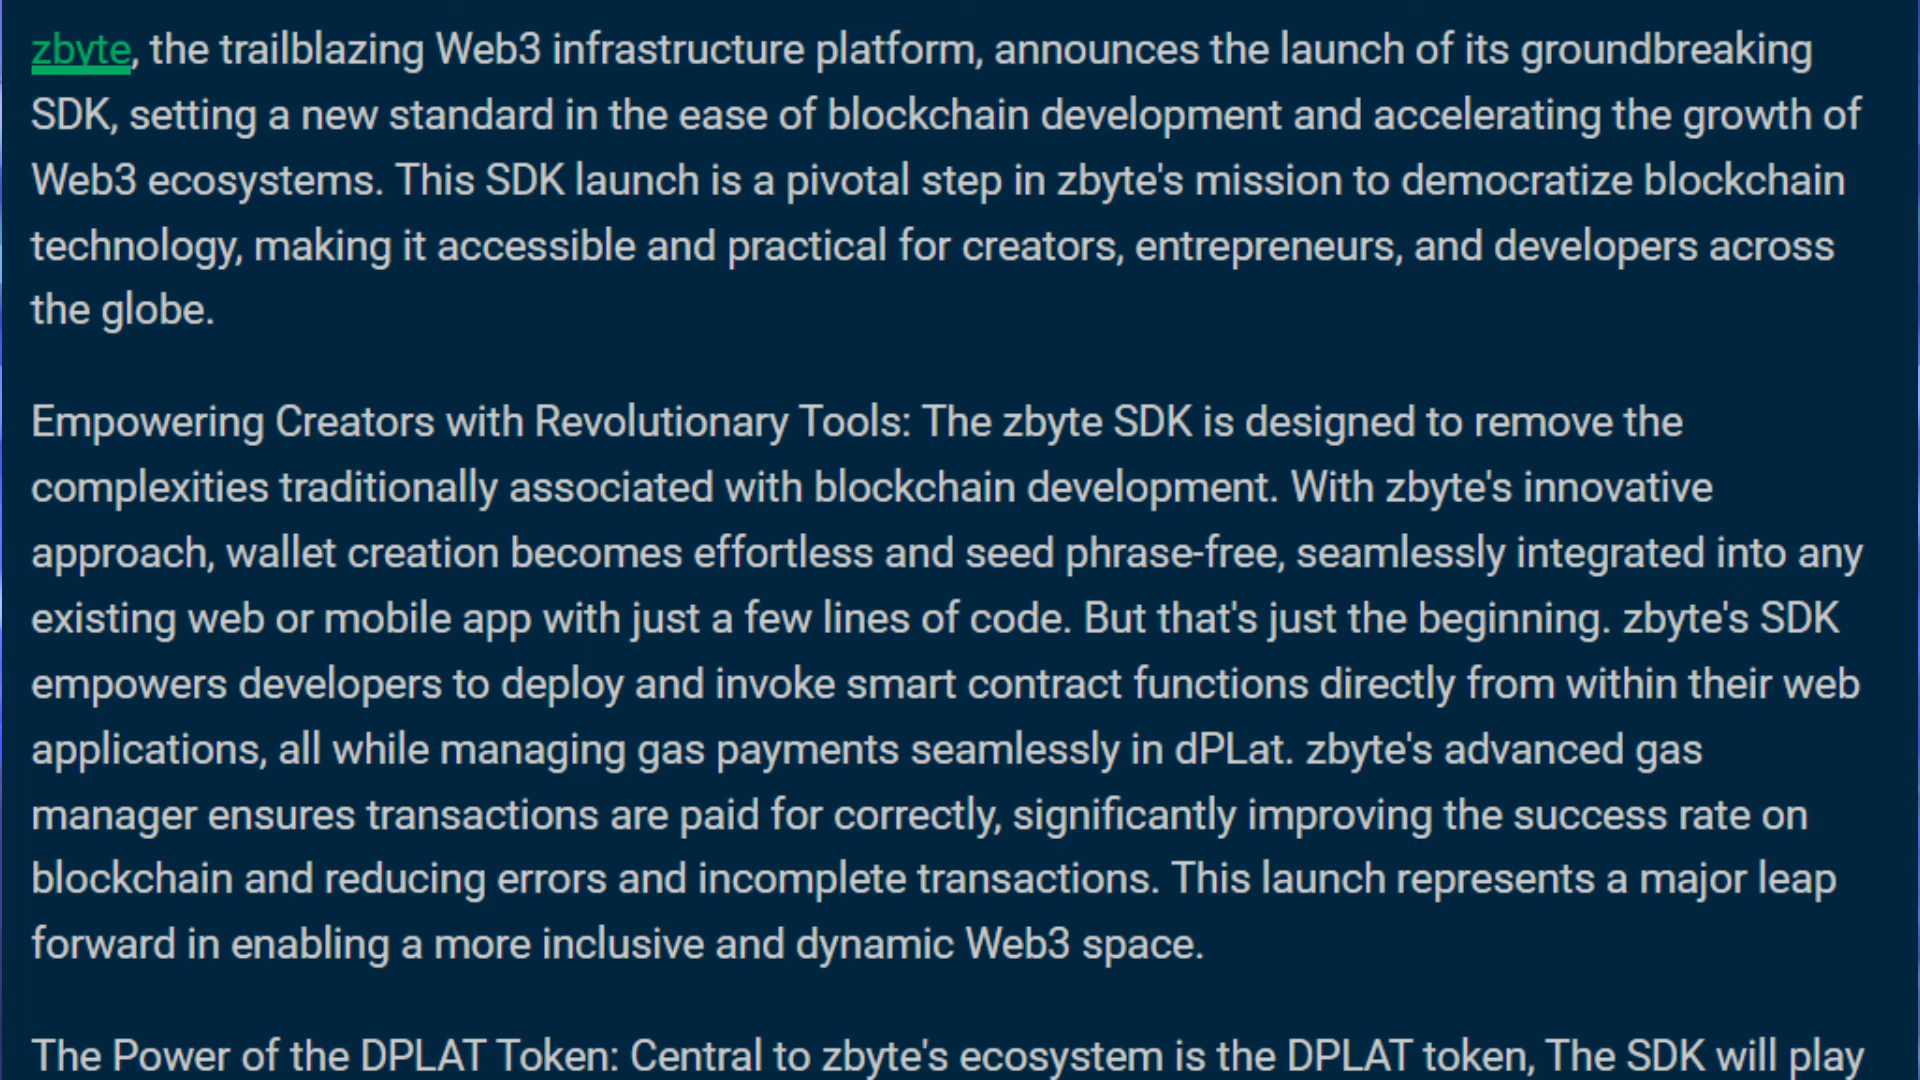 zbyte, the trailblazing Web3 infrastructure platform, announces the launch of its groundbreaking
SDK, setting a new standard in the ease of blockchain development and accelerating the growth of
Web3 ecosystems. This SDK launch is a pivotal step in zbyte's mission to democratize blockchain
technology, making it accessible and practical for creators, entrepreneurs, and developers across
the globe.
Empowering Creators with Revolutionary Tools: The zbyte SDK is designed to remove the
complexities traditionally associated with blockchain development. With zbyte's innovative
approach, wallet creation becomes effortless and seed phrase-free, seamlessly integrated into any
existing web or mobile app with just a few lines of code. But that's just the beginning. zbyte's SDK
empowers developers to deploy and invoke smart contract functions directly from within their web
applications, all while managing gas payments seamlessly in dPLat. zbyte's advanced gas
manager ensures transactions are paid for correctly, significantly improving the success rate on
blockchain and reducing errors and incomplete transactions. This launch represents a major leap
forward in enabling a more inclusive and dynamic Web3 space.
The Power of the DPLAT Token: Central to zbyte's ecosystem is the DPLAT token, The SDK will play